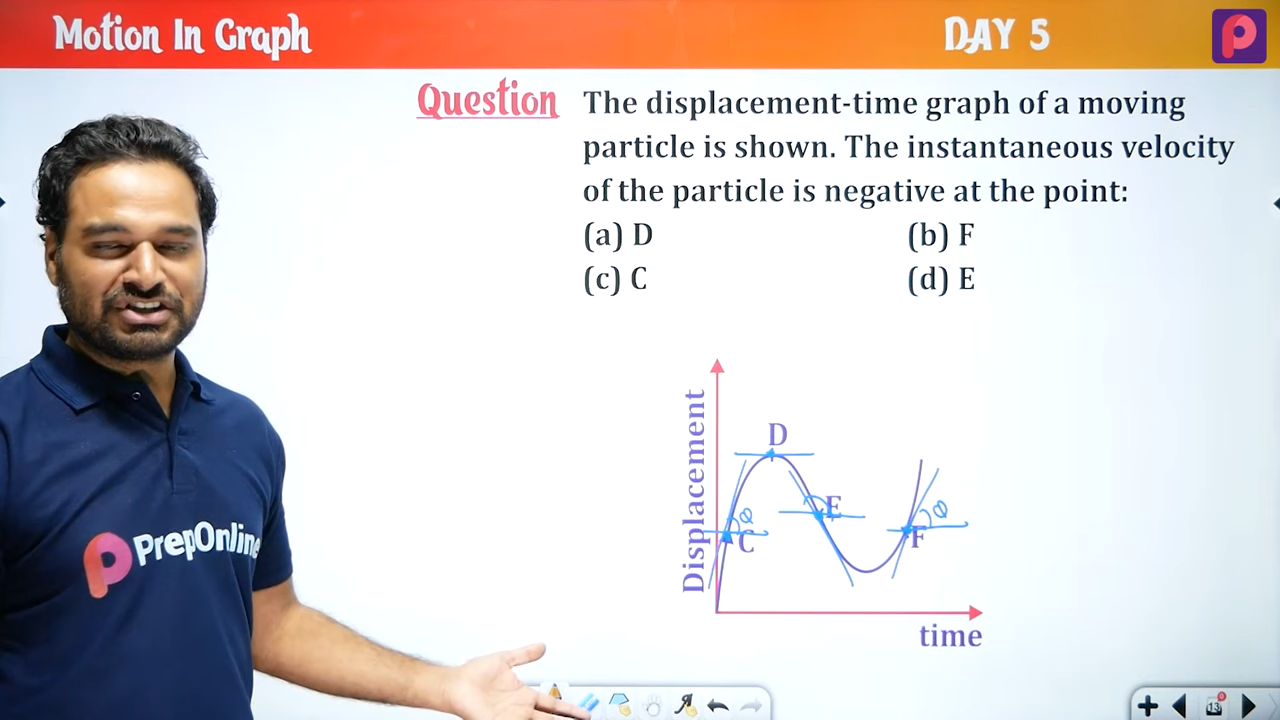 Motion In Graph
DAY 5
Question
The displacement-time graph of a moving
particle is shown. The instantaneous velocity
of the particle is negative at the point:
(a) D
(b) F
(c) C
(d) E
Displacement
D
E
θ
C
θ
F
time
PrepOnline
13